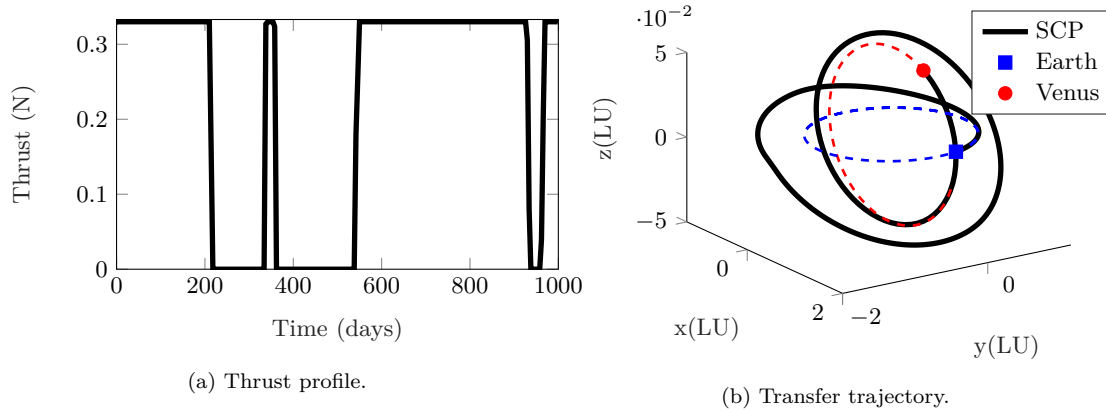 0.3
0.2
0.1
0
Thrust (N)
0
200
400
600
800
1000
Time (days)
(a) Thrust profile.
·10⁻²
5
0
−5
z(LU)
0
2
x(LU)
−2
0
y(LU)
SCP
Earth
Venus
(b) Transfer trajectory.